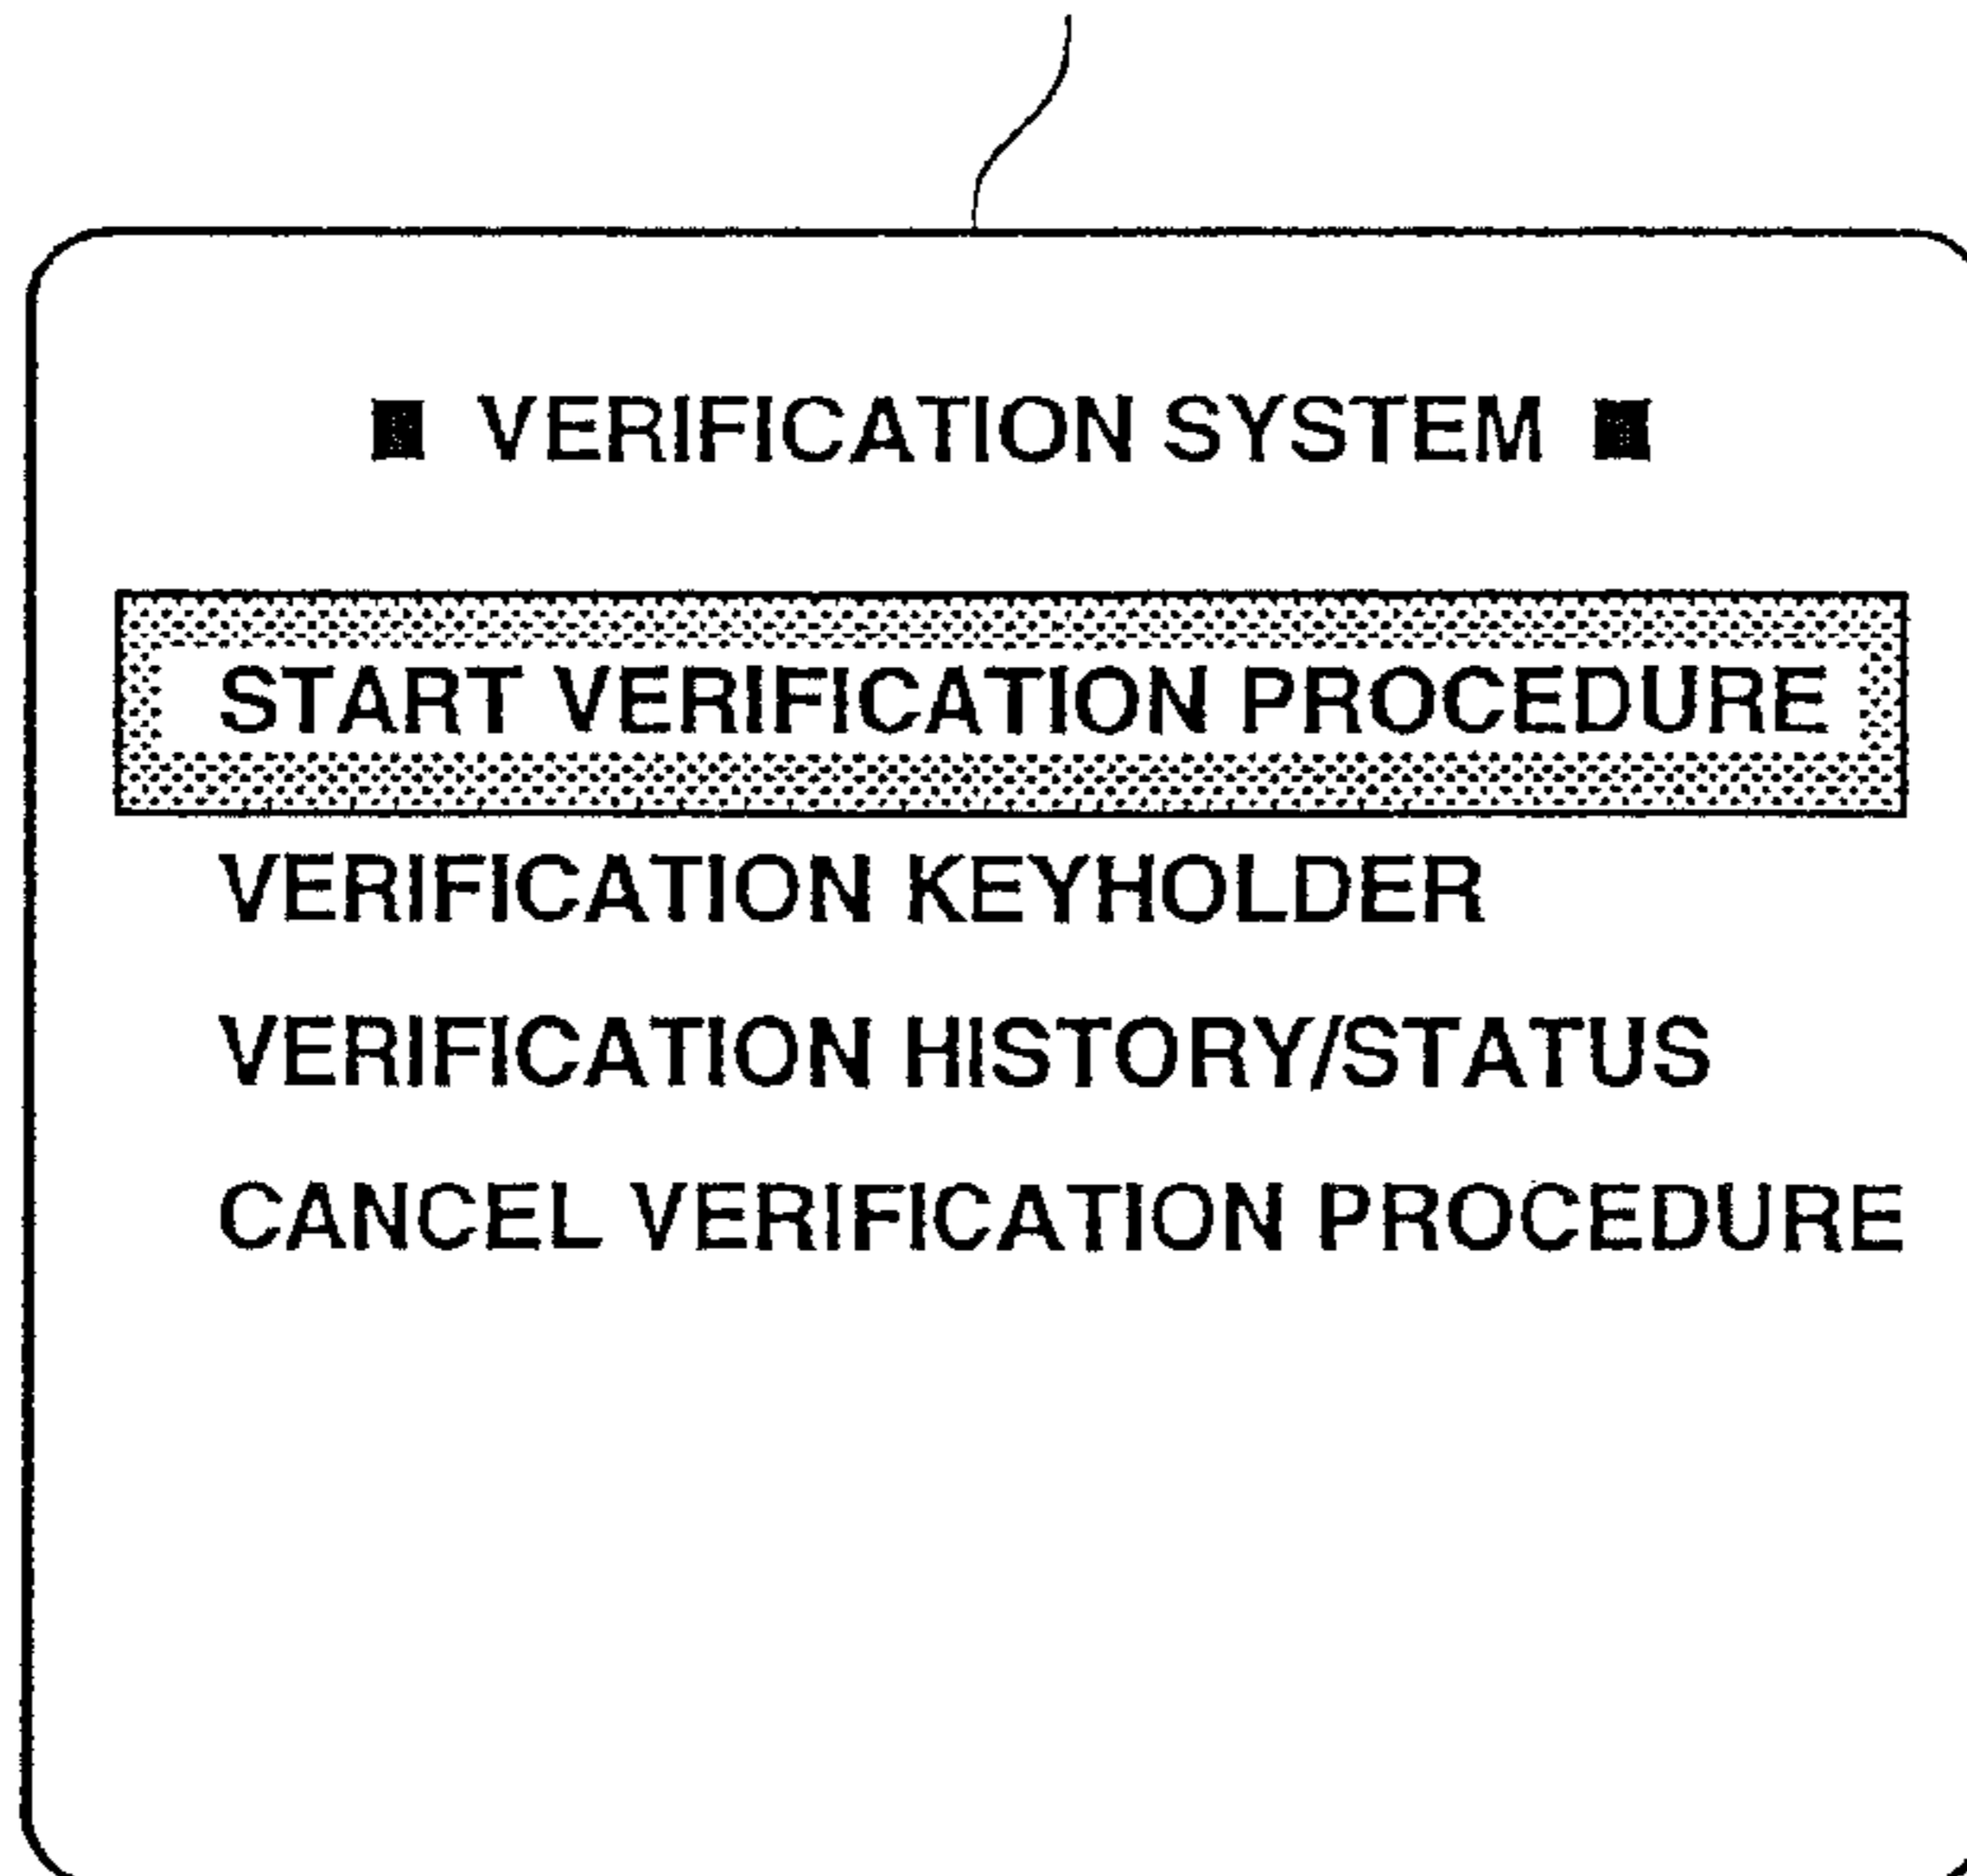 ■ VERIFICATION SYSTEM ■
START VERIFICATION PROCEDURE
VERIFICATION KEYHOLDER
VERIFICATION HISTORY/STATUS
CANCEL VERIFICATION PROCEDURE